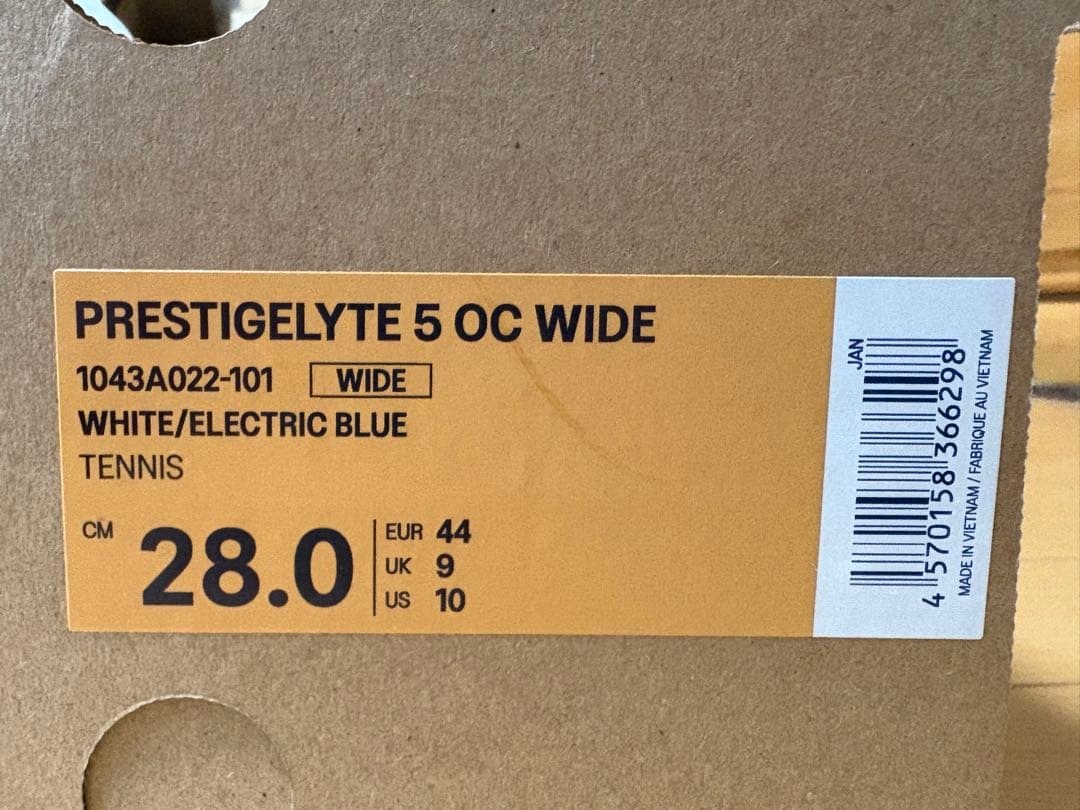 PRESTIGELYTE 5 OC WIDE
1043A022-101 WIDE
WHITE/ELECTRIC BLUE
TENNIS
CM 28.0
EUR 44
UK 9
US 10
JAN
4 570158 366298
MADE IN VIETNAM / FABRIQUE AU VIETNAM